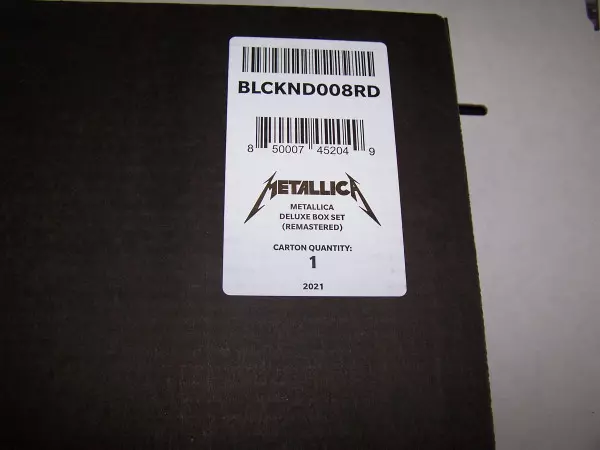 BLCKND008RD
8 50007 45204 9
METALLICA
METALLICA
DELUXE BOX SET
(REMASTERED)
CARTON QUANTITY:
1
2021